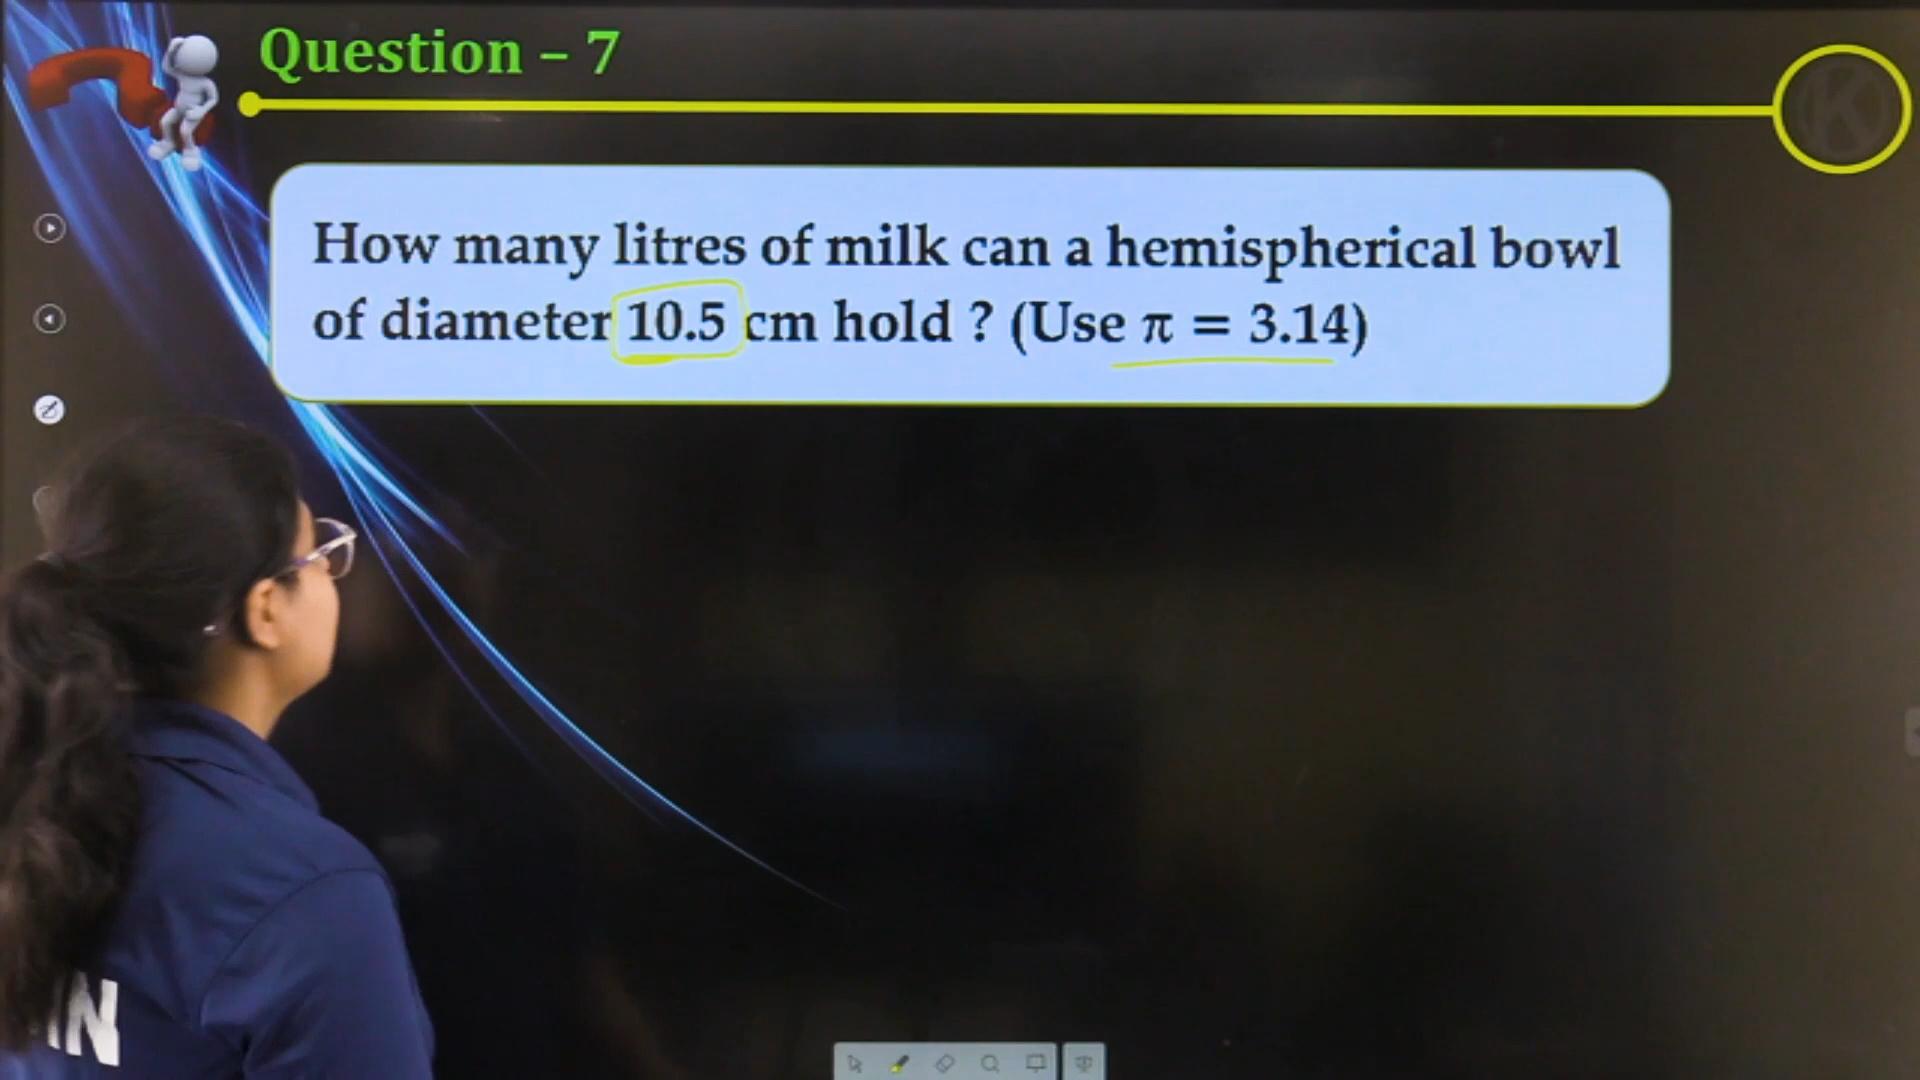 Question – 7
K
How many litres of milk can a hemispherical bowl
of diameter 10.5 cm hold ? (Use π = 3.14)
IN